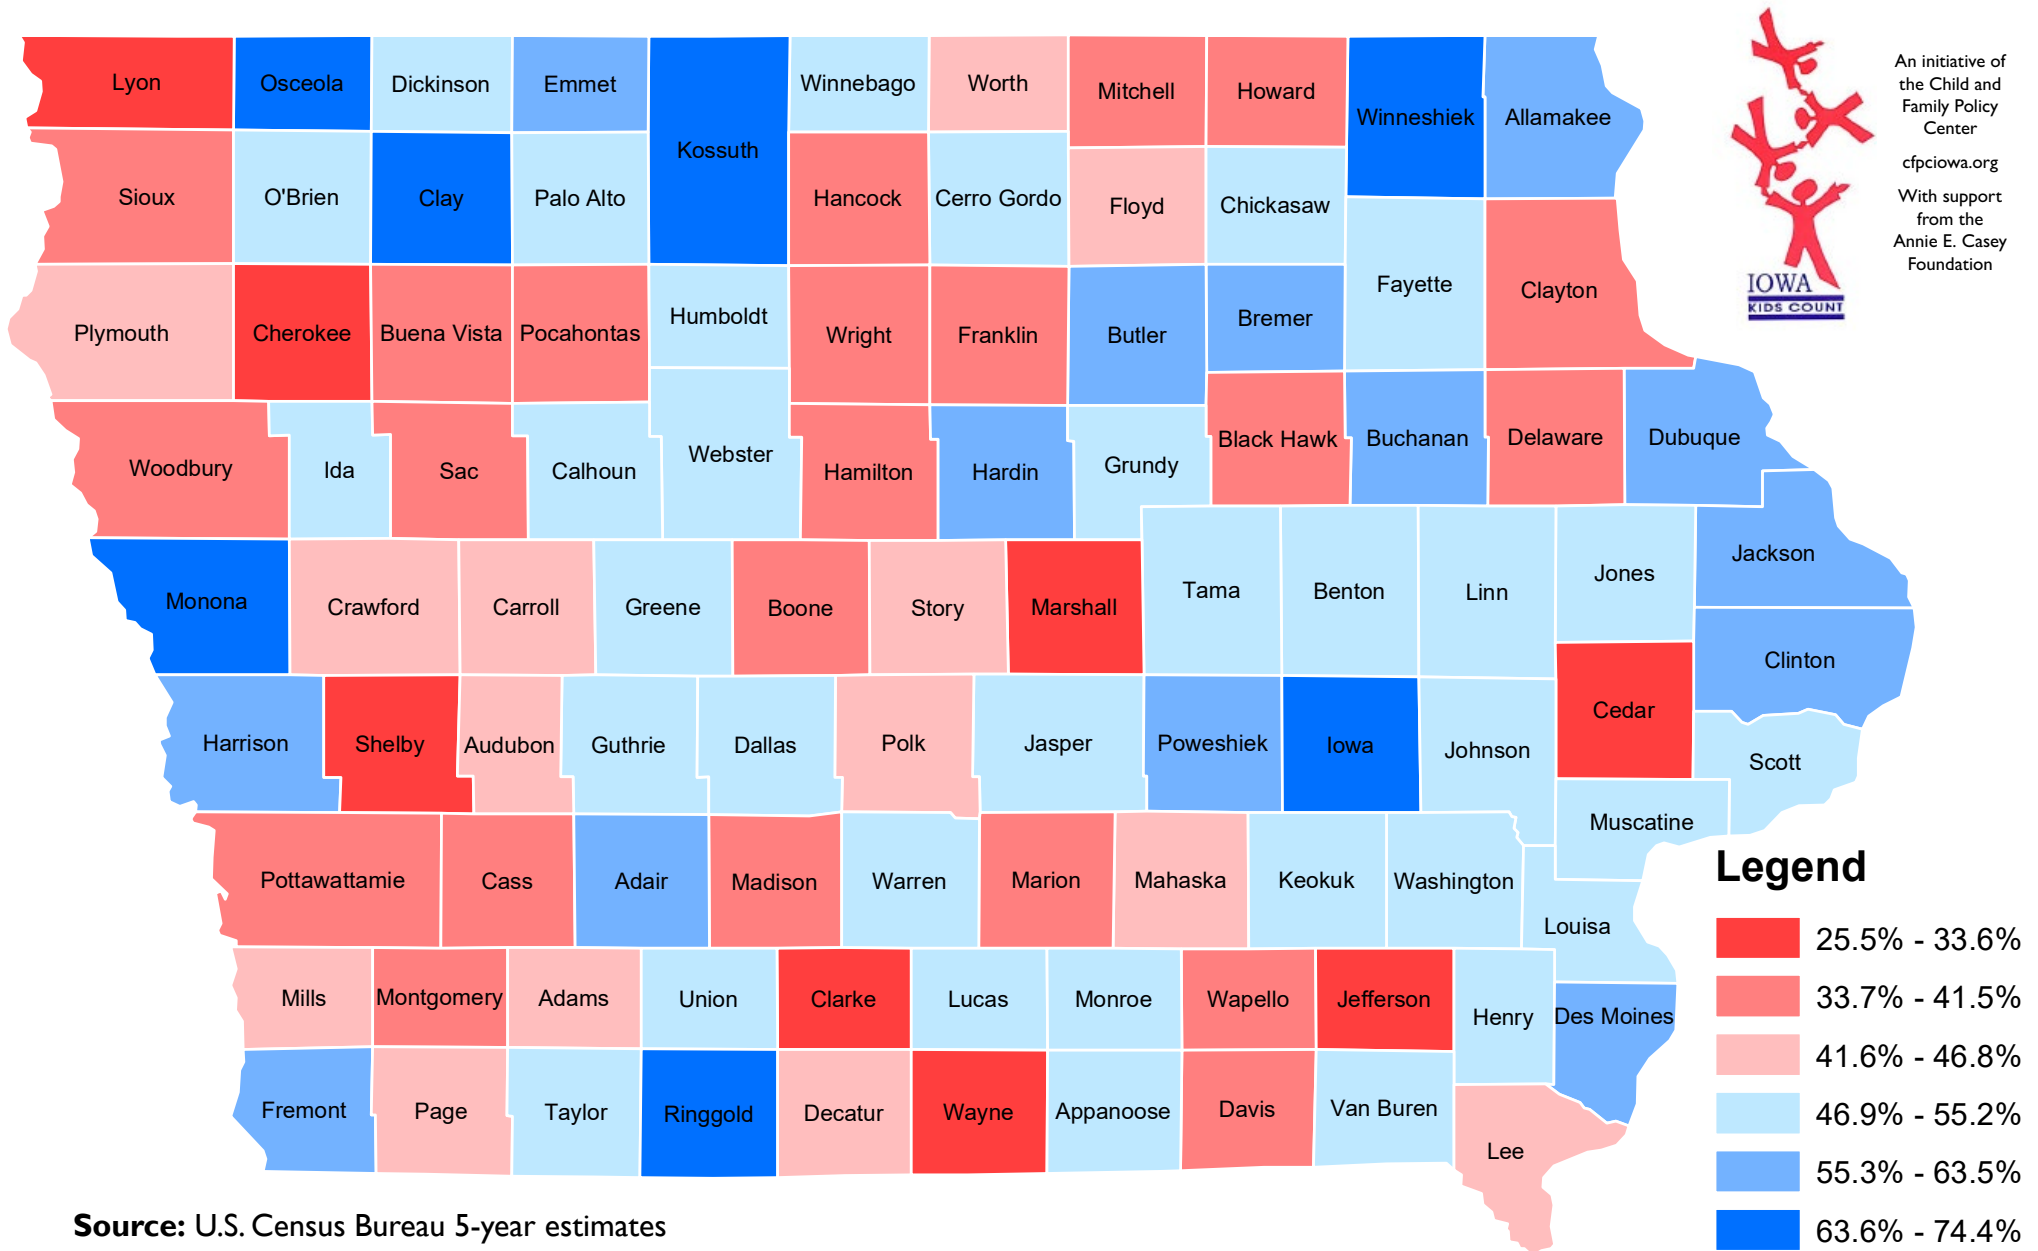 Lyon
Osceola
Dickinson
Emmet
Kossuth
Winnebago
Worth
Mitchell
Howard
Winneshiek
Allamakee
An initiative of
the Child and
Family Policy
Center
cfpciowa.org
With support
from the
Annie E. Casey
Foundation
IOWA
KIDS COUNT
Sioux
O'Brien
Clay
Palo Alto
Hancock
Cerro Gordo
Floyd
Chickasaw
Fayette
Clayton
Plymouth
Cherokee
Buena Vista
Pocahontas
Humboldt
Wright
Franklin
Butler
Bremer
Woodbury
Ida
Sac
Calhoun
Webster
Hamilton
Hardin
Grundy
Black Hawk
Buchanan
Delaware
Dubuque
Monona
Crawford
Carroll
Greene
Boone
Story
Marshall
Tama
Benton
Linn
Jones
Jackson
Clinton
Harrison
Shelby
Audubon
Guthrie
Dallas
Polk
Jasper
Poweshiek
Iowa
Johnson
Cedar
Scott
Muscatine
Pottawattamie
Cass
Adair
Madison
Warren
Marion
Mahaska
Keokuk
Washington
Louisa
Mills
Montgomery
Adams
Union
Clarke
Lucas
Monroe
Wapello
Jefferson
Henry
Des Moines
Fremont
Page
Taylor
Ringgold
Decatur
Wayne
Appanoose
Davis
Van Buren
Lee
Legend
25.5% - 33.6%
33.7% - 41.5%
41.6% - 46.8%
46.9% - 55.2%
55.3% - 63.5%
63.6% - 74.4%
Source: U.S. Census Bureau 5-year estimates